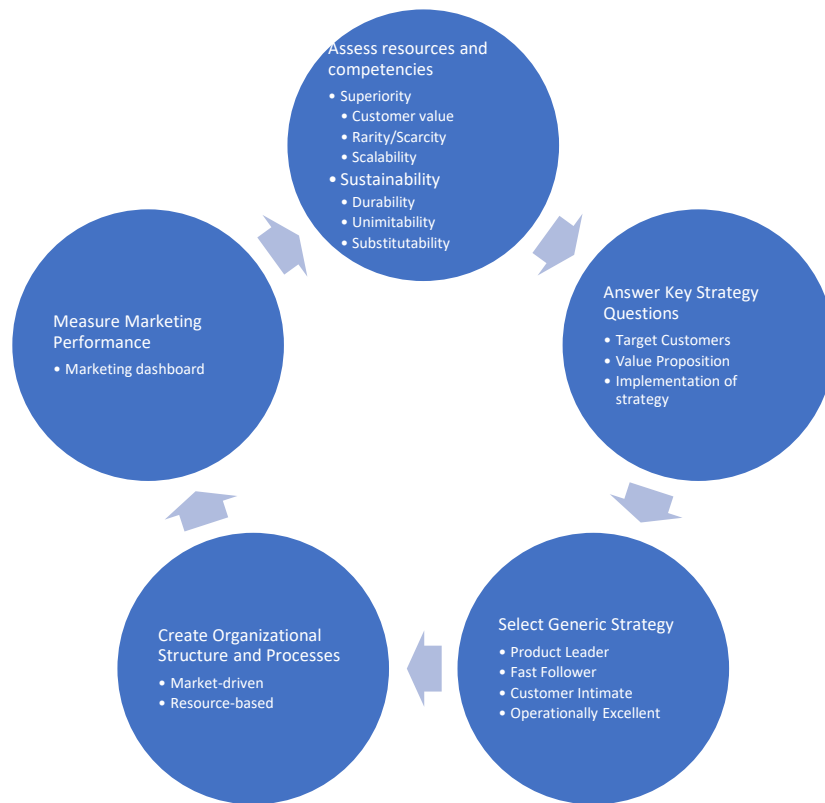 Assess resources and
competencies
• Superiority
• Customer value
• Rarity/Scarcity
• Scalability
• Sustainability
• Durability
• Unimitability
• Substitutability
Answer Key Strategy
Questions
• Target Customers
• Value Proposition
• Implementation of
strategy
Select Generic Strategy
• Product Leader
• Fast Follower
• Customer Intimate
• Operationally Excellent
Create Organizational
Structure and Processes
• Market-driven
• Resource-based
Measure Marketing
Performance
• Marketing dashboard